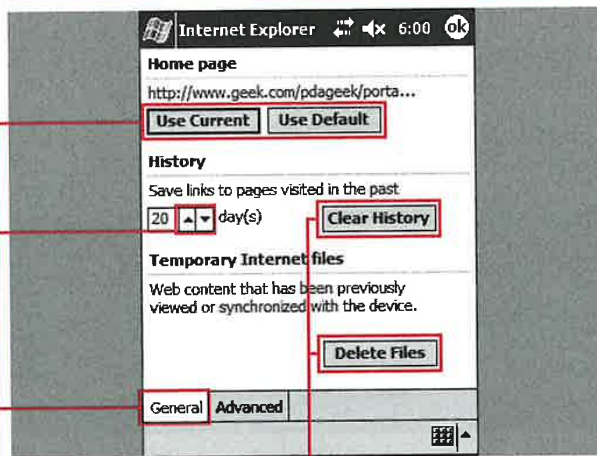 Internet Explorer 6:00 ok
Home page
http://www.geek.com/pdageek/porta...
Use Current Use Default
History
Save links to pages visited in the past
20 day(s) Clear History
Temporary Internet files
Web content that has been previously
viewed or synchronized with the device.
Delete Files
General Advanced